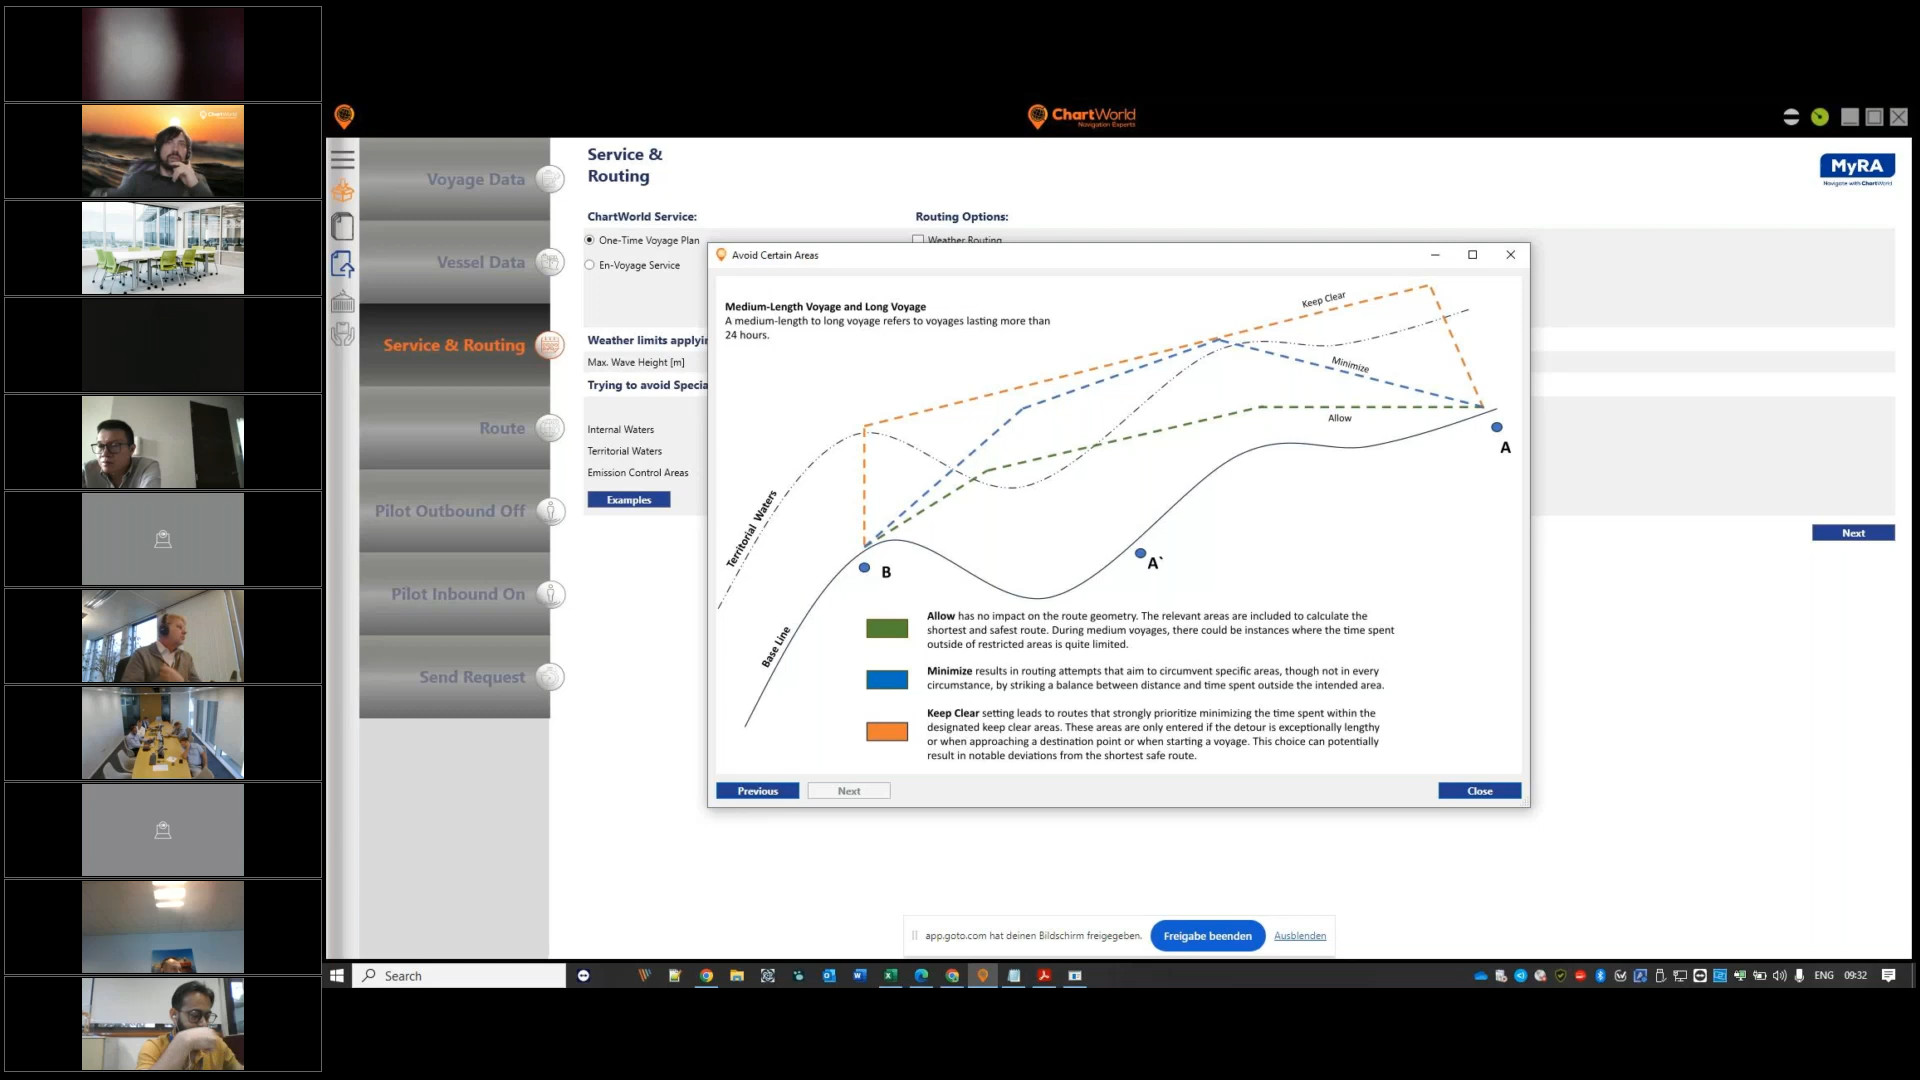 ChartWorld
ChartWorld
Navigation Experts
Voyage Data
Vessel Data
Service & Routing
Route
Pilot Outbound Off
Pilot Inbound On
Send Request
Service &
Routing
MyRA
Navigate with ChartWorld
ChartWorld Service:
Routing Options:
One-Time Voyage Plan
Weather Routing
En-Voyage Service
Weather limits applyin
Max. Wave Height [m]
Trying to avoid Specia
Internal Waters
Territorial Waters
Emission Control Areas
Examples
Next
Avoid Certain Areas
Medium-Length Voyage and Long Voyage
A medium-length to long voyage refers to voyages lasting more than
24 hours.
Keep Clear
Minimize
Allow
A
Territorial Waters
B
A`
Base Line
Allow has no impact on the route geometry. The relevant areas are included to calculate the
shortest and safest route. During medium voyages, there could be instances where the time spent
outside of restricted areas is quite limited.
Minimize results in routing attempts that aim to circumvent specific areas, though not in every
circumstance, by striking a balance between distance and time spent outside the intended area.
Keep Clear setting leads to routes that strongly prioritize minimizing the time spent within the
designated keep clear areas. These areas are only entered if the detour is exceptionally lengthy
or when approaching a destination point or when starting a voyage. This choice can potentially
result in notable deviations from the shortest safe route.
Previous
Next
Close
app.goto.com hat deinen Bildschirm freigegeben.
Freigabe beenden
Ausblenden
Search
ENG
09:32